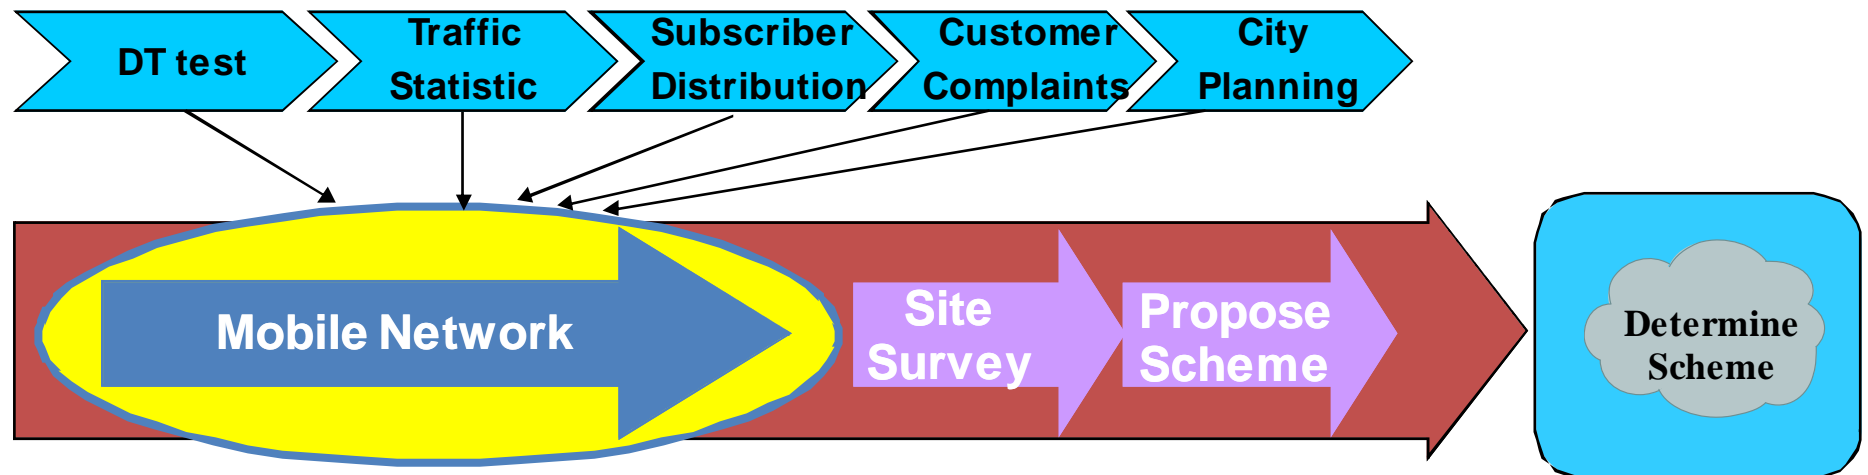 DT test
Traffic
Statistic
Subscriber
Distribution
Customer
Complaints
City
Planning
Mobile Network
Site
Survey
Propose
Scheme
Determine
Scheme